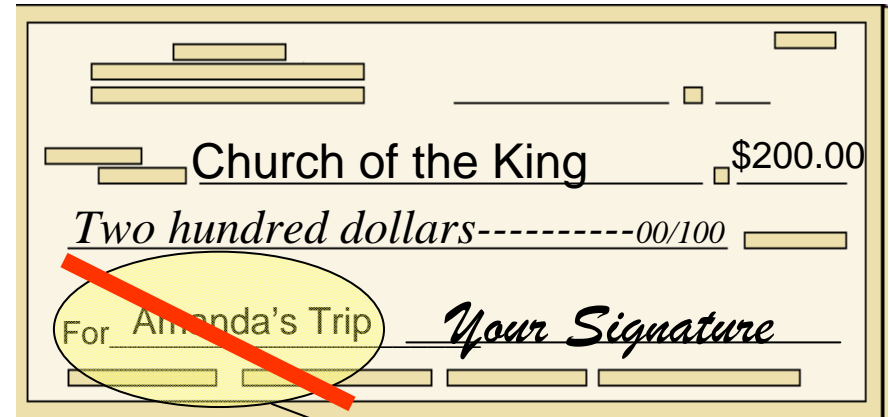 Church of the King $200.00
Two hundred dollars----------00/100
For Amanda's Trip Your Signature